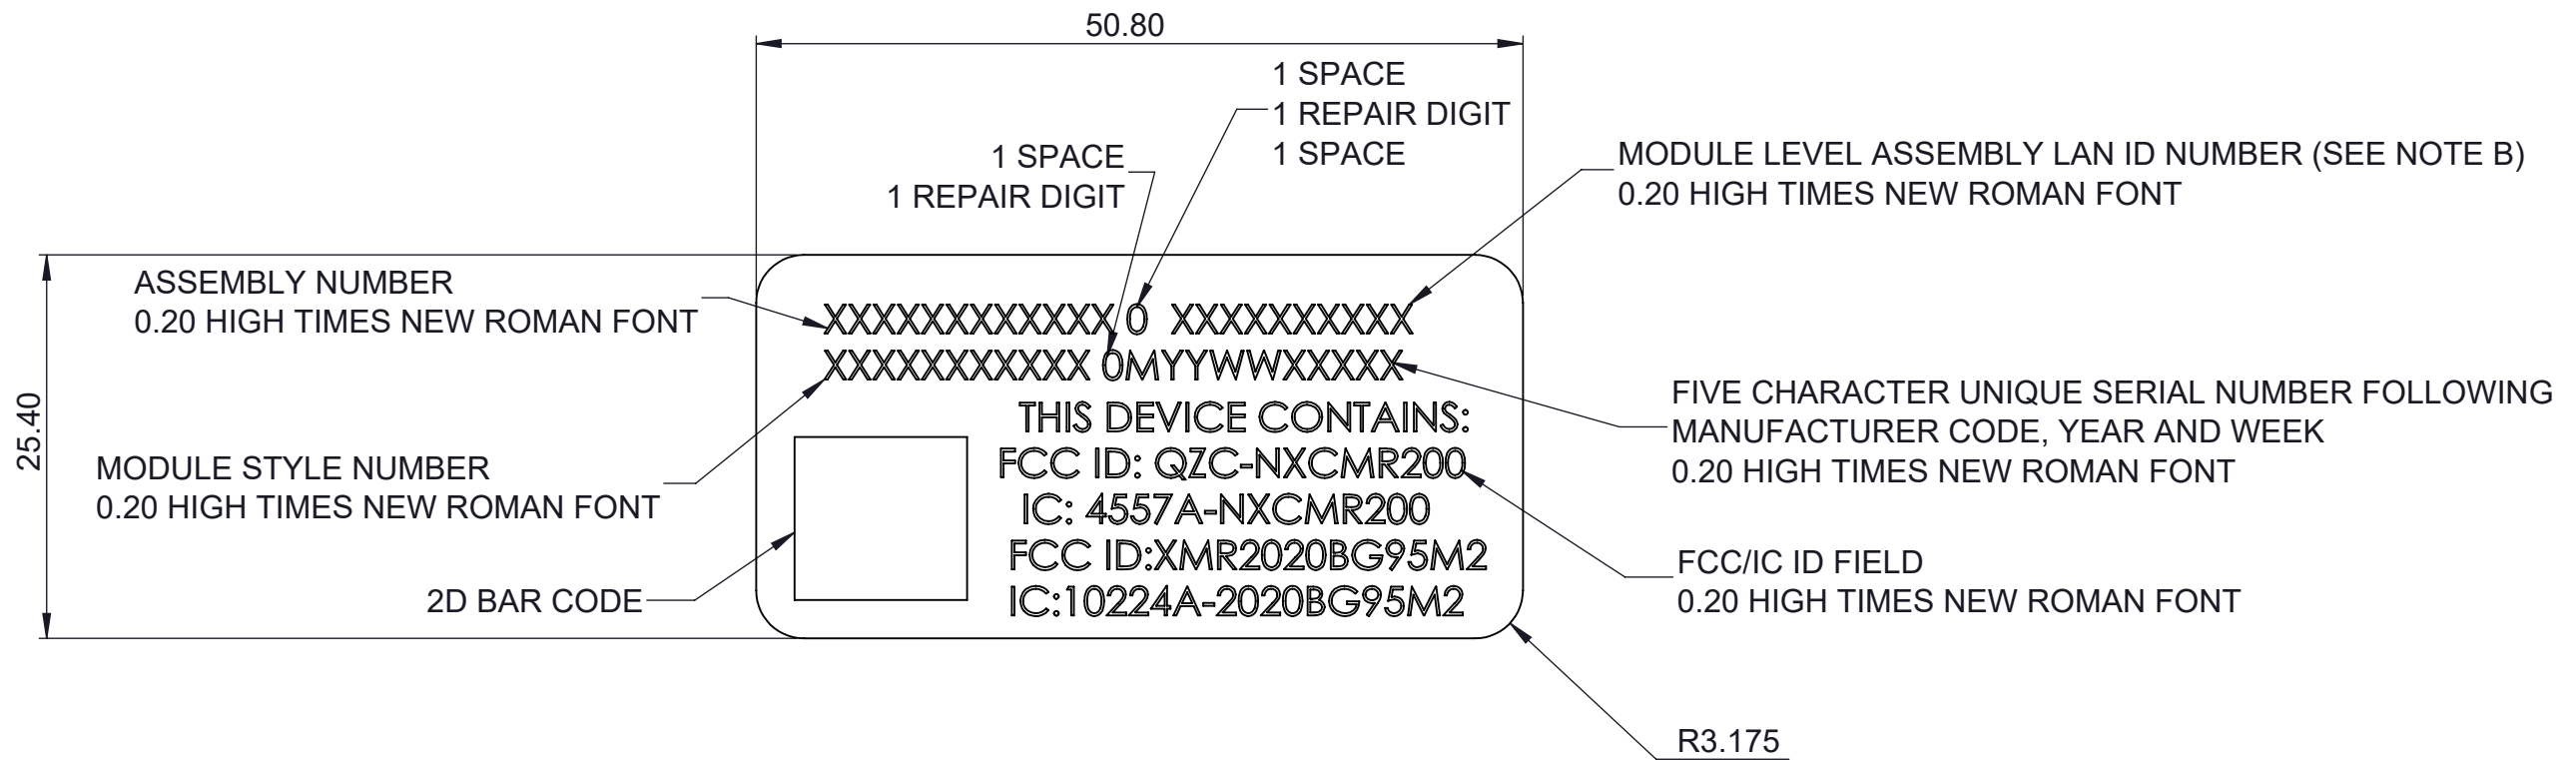 50.80
1 SPACE
1 REPAIR DIGIT
1 SPACE
1 SPACE
1 REPAIR DIGIT
MODULE LEVEL ASSEMBLY LAN ID NUMBER (SEE NOTE B)
0.20 HIGH TIMES NEW ROMAN FONT
ASSEMBLY NUMBER
0.20 HIGH TIMES NEW ROMAN FONT
XXXXXXXXXXXX 0 XXXXXXXXXX
XXXXXXXXXXX 0MYYWWXXXXX
THIS DEVICE CONTAINS:
FCC ID: QZC-NXCMR200
IC: 4557A-NXCMR200
FCC ID:XMR2020BG95M2
IC:10224A-2020BG95M2
25.40
MODULE STYLE NUMBER
0.20 HIGH TIMES NEW ROMAN FONT
2D BAR CODE
FIVE CHARACTER UNIQUE SERIAL NUMBER FOLLOWING
MANUFACTURER CODE, YEAR AND WEEK
0.20 HIGH TIMES NEW ROMAN FONT
FCC/IC ID FIELD
0.20 HIGH TIMES NEW ROMAN FONT
R3.175